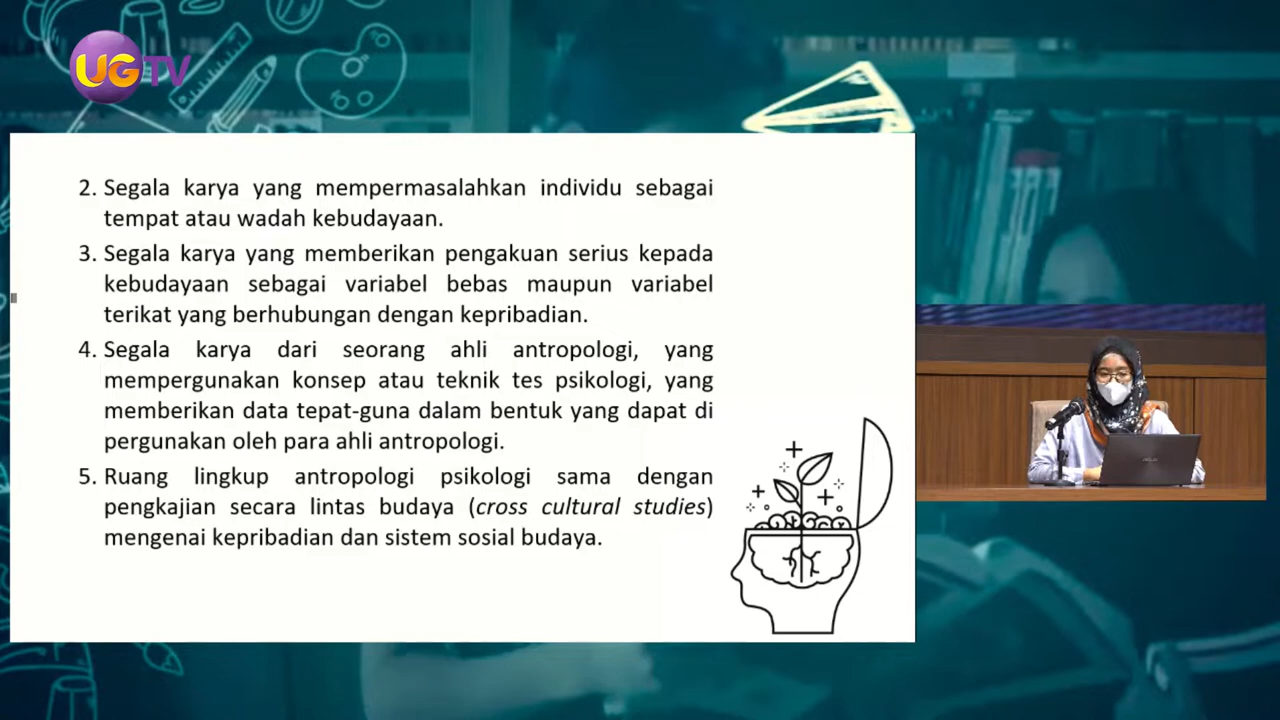 UGTV
2. Segala karya yang mempermasalahkan individu sebagai
tempat atau wadah kebudayaan.
3. Segala karya yang memberikan pengakuan serius kepada
kebudayaan sebagai variabel bebas maupun variabel
terikat yang berhubungan dengan kepribadian.
4. Segala karya dari seorang ahli antropologi, yang
mempergunakan konsep atau teknik tes psikologi, yang
memberikan data tepat-guna dalam bentuk yang dapat di
pergunakan oleh para ahli antropologi.
5. Ruang lingkup antropologi psikologi sama dengan
pengkajian secara lintas budaya (cross cultural studies)
mengenai kepribadian dan sistem sosial budaya.